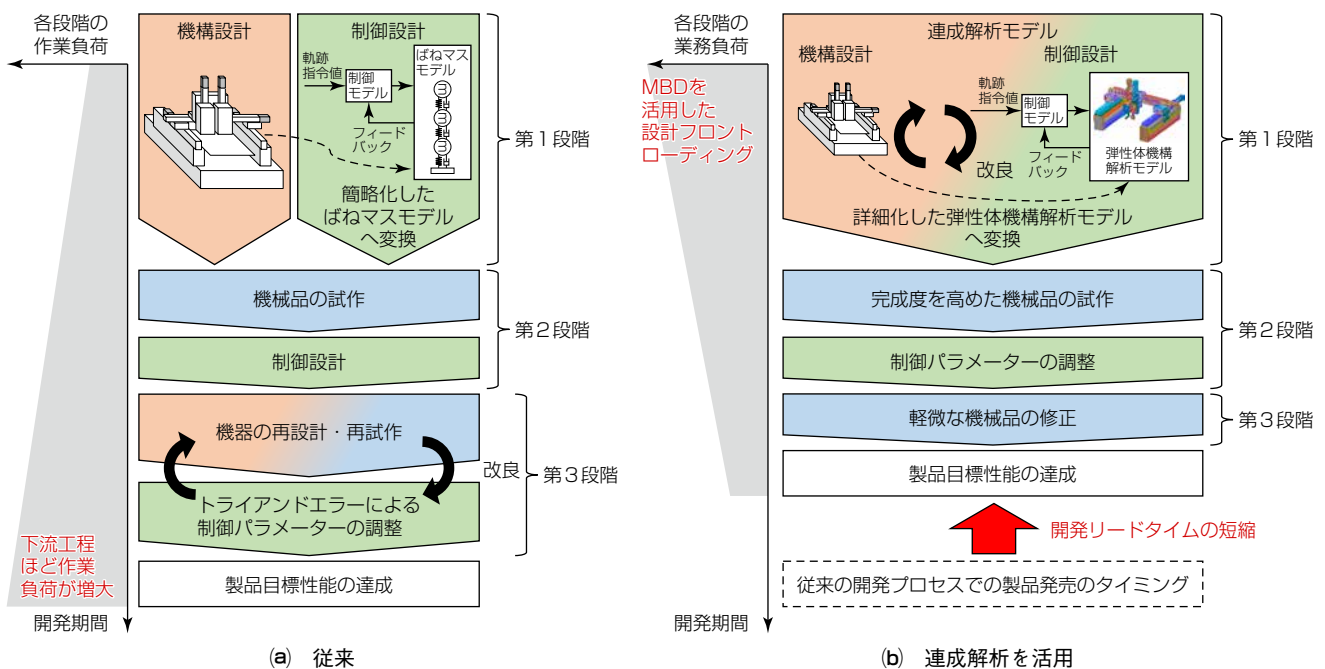 各段階の
作業負荷
機構設計
制御設計
軌跡
指令値
制御
モデル
ばねマス
モデル
m
m
m
フィード
バック
簡略化した
ばねマスモデル
へ変換
第1段階
機械品の試作
制御設計
第2段階
機器の再設計・再試作
トライアンドエラーによる
制御パラメーターの調整
改良
第3段階
製品目標性能の達成
下流工程
ほど作業
負荷が増大
開発期間
(a) 従来
各段階の
業務負荷
MBDを
活用した
設計フロント
ローディング
連成解析モデル
機構設計
制御設計
改良
軌跡
指令値
制御
モデル
フィード
バック
弾性体機構
解析モデル
詳細化した弾性体機構解析モデル
へ変換
第1段階
完成度を高めた機械品の試作
制御パラメーターの調整
第2段階
軽微な機械品の修正
第3段階
製品目標性能の達成
開発リードタイムの短縮
従来の開発プロセスでの製品発売のタイミング
開発期間
(b) 連成解析を活用